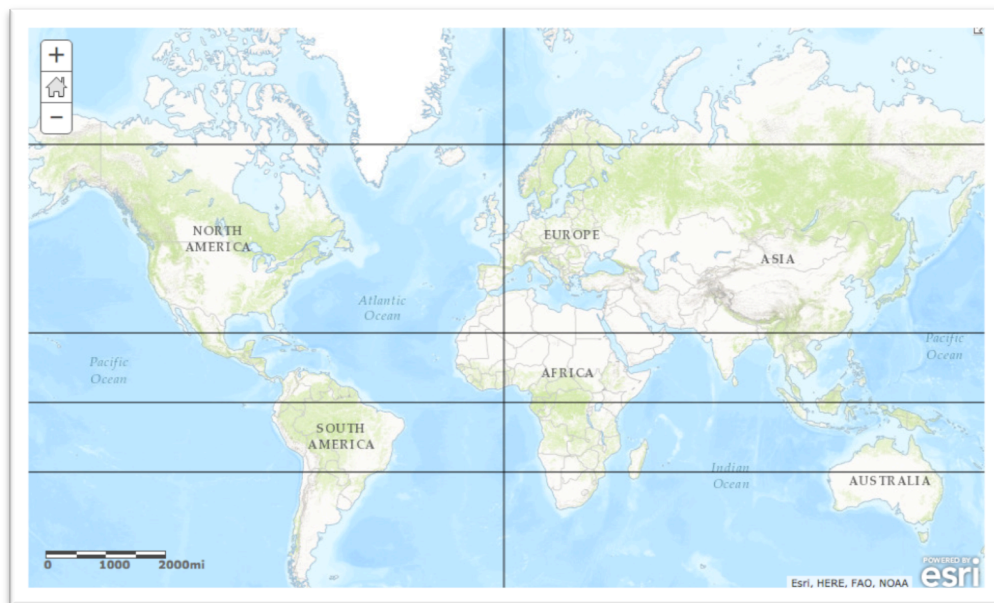 +
−
NORTH
AMERICA
EUROPE
ASIA
Atlantic
Ocean
Pacific
Ocean
Pacific
Ocean
AFRICA
SOUTH
AMERICA
Indian
Ocean
AUSTRALIA
0 1000 2000mi
POWERED BY
esri
Esri, HERE, FAO, NOAA